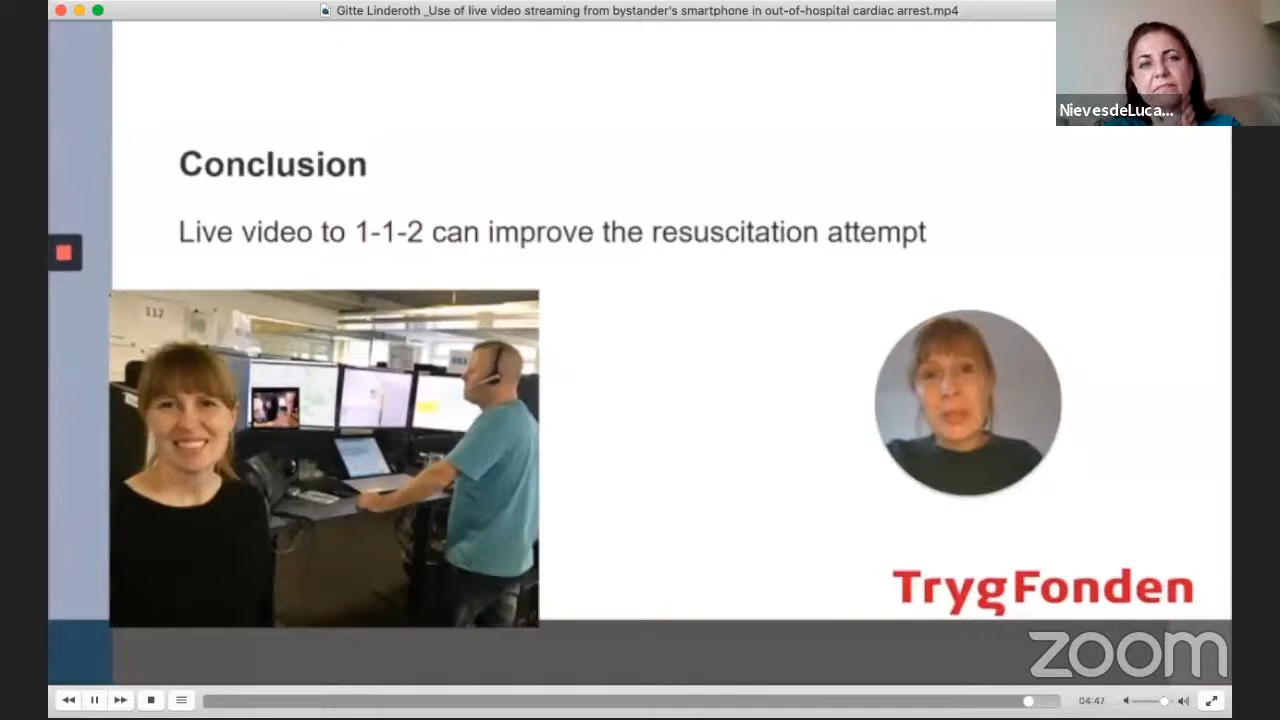 Gitte Linderoth _Use of live video streaming from bystander's smartphone in out-of-hospital cardiac arrest.mp4
NievesdeLuca...
Conclusion
Live video to 1-1-2 can improve the resuscitation attempt
112
TrygFonden
zoom
04:47